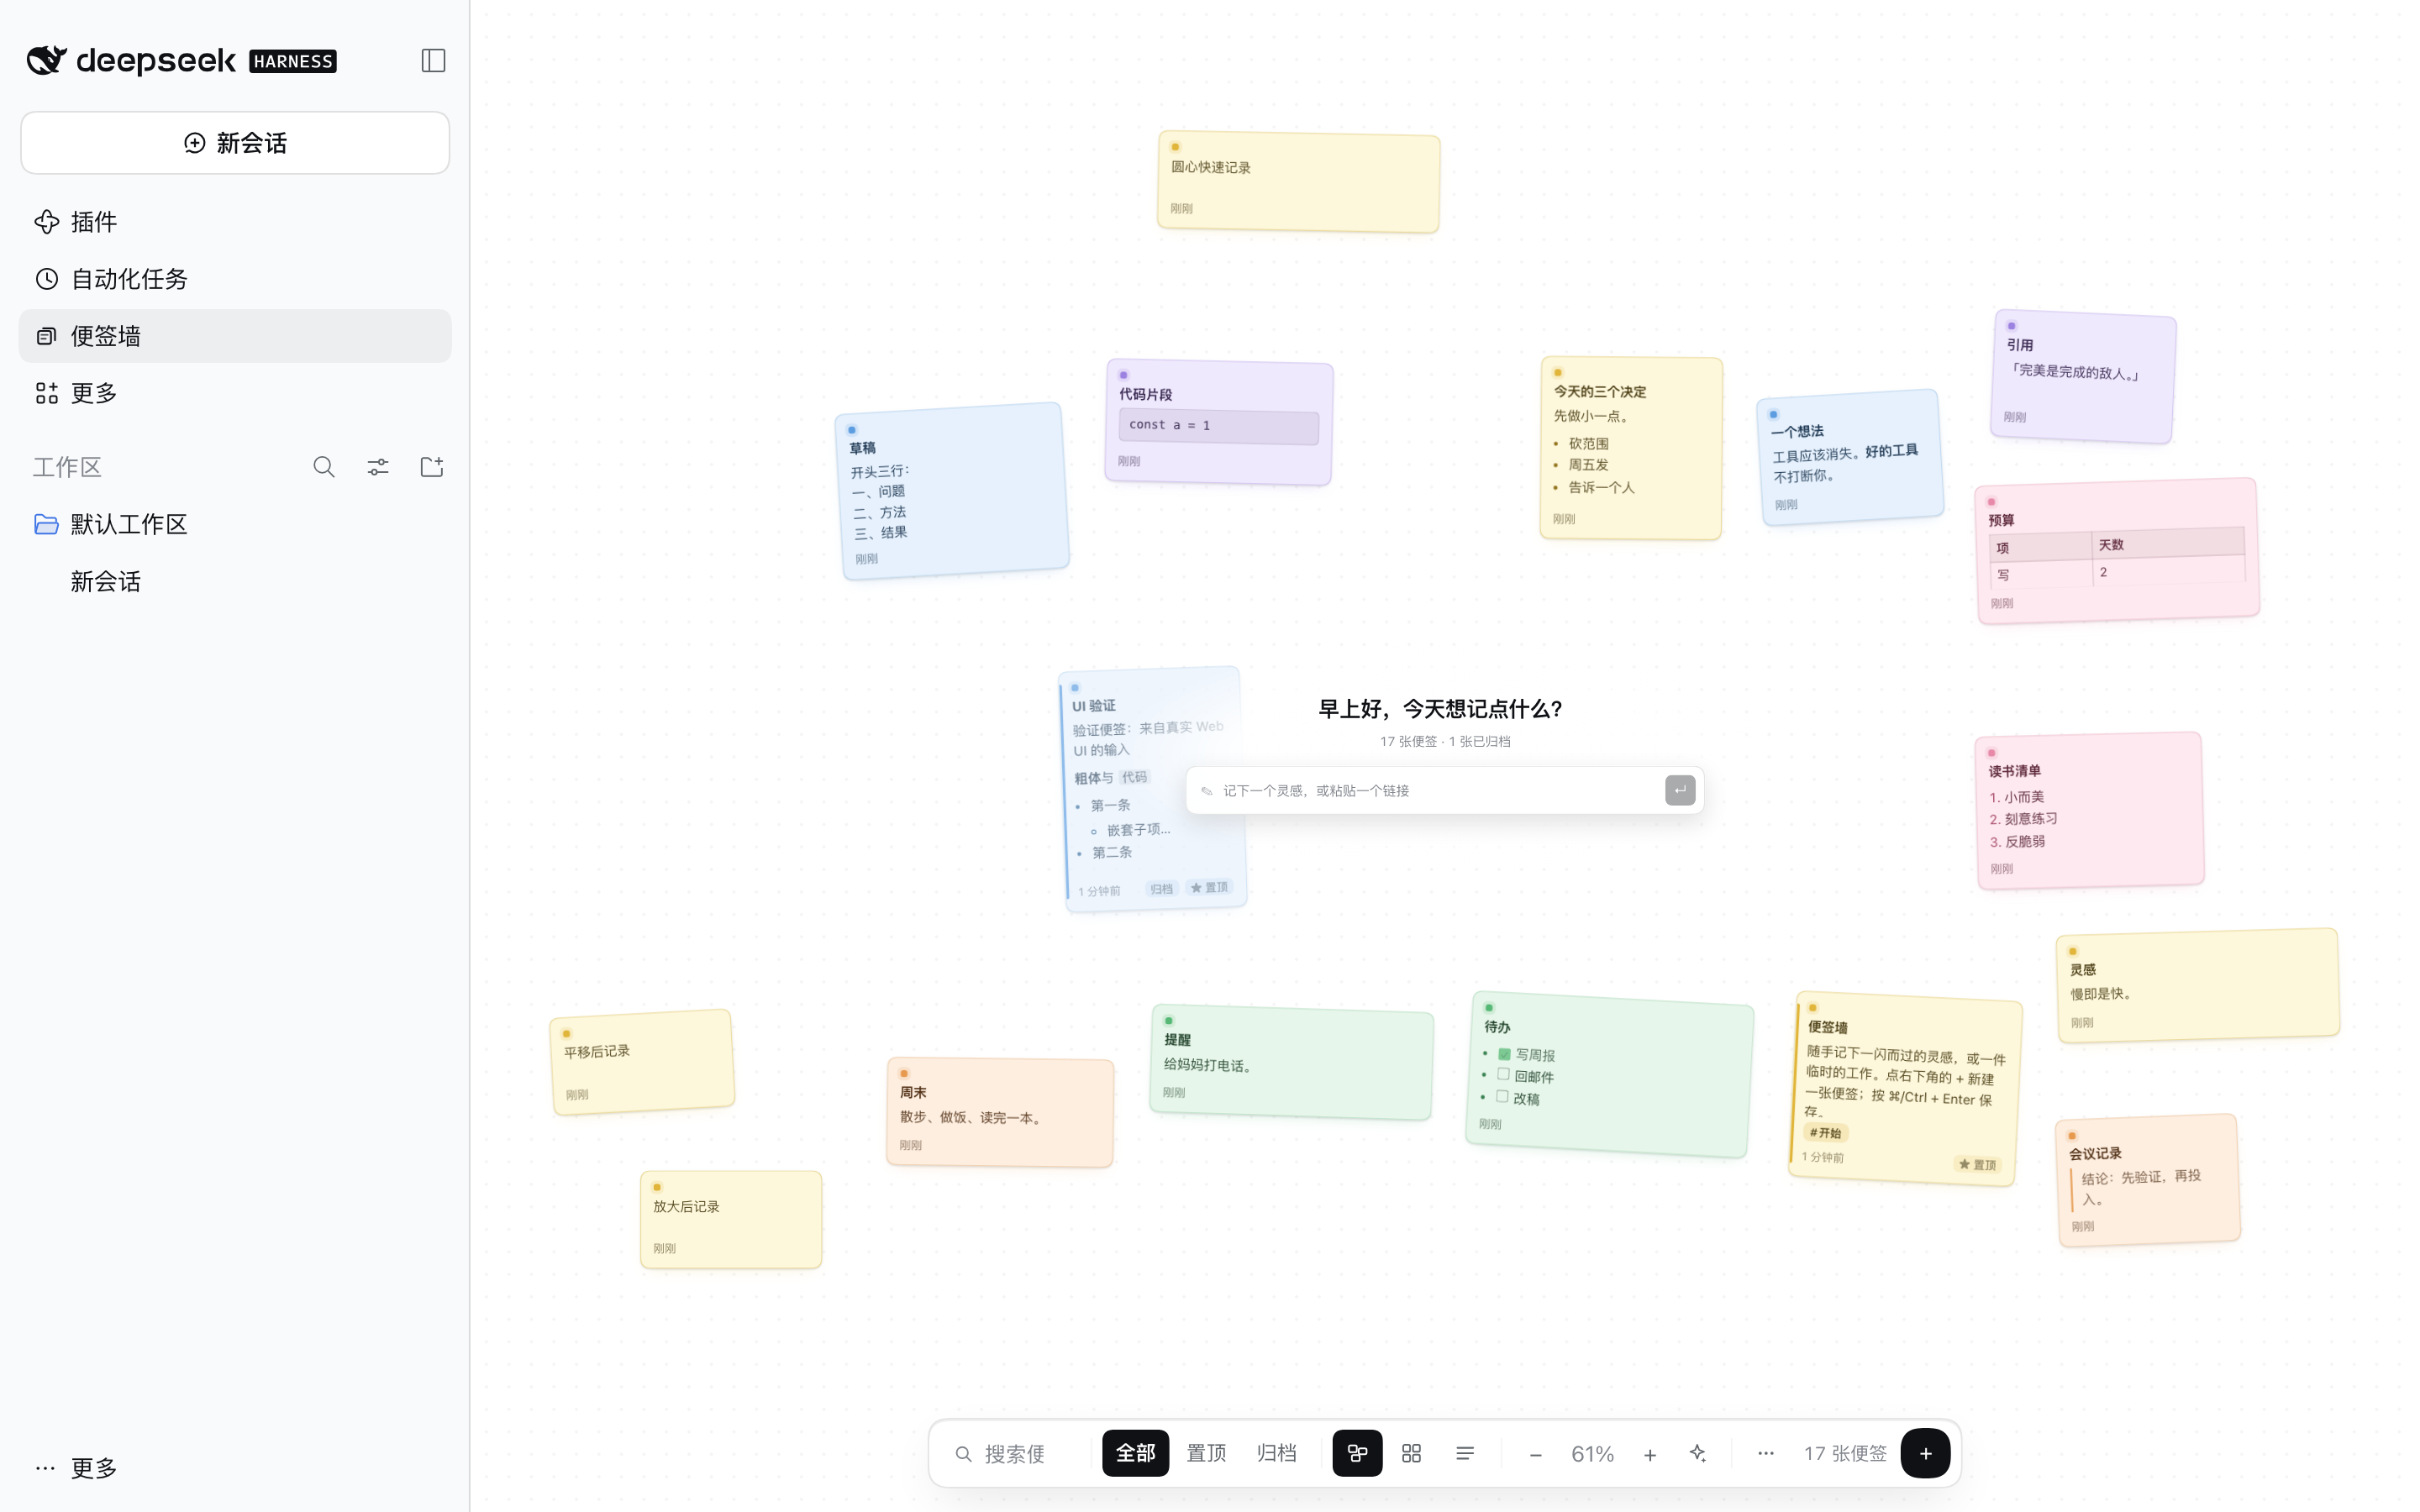 deepseek HARNESS
新会话
插件
自动化任务
便签墙
更多
工作区
默认工作区
新会话
更多
圆心快速记录
刚刚
草稿
开头三行：
一、问题
二、方法
三、结果
刚刚
代码片段
const a = 1
刚刚
今天的三个决定
先做小一点。
• 砍范围
• 周五发
• 告诉一个人
刚刚
一个想法
工具应该消失。好的工具
不打断你。
刚刚
引用
「完美是完成的敌人。」
刚刚
预算
项 天数
写 2
刚刚
UI 验证
验证便签：来自真实 Web
UI 的输入
粗体与 代码
• 第一条
◦ 嵌套子项...
• 第二条
1 分钟前 归档 ★ 置顶
早上好，今天想记点什么？
17 张便签 · 1 张已归档
记下一个灵感，或粘贴一个链接
读书清单
1. 小而美
2. 刻意练习
3. 反脆弱
刚刚
灵感
慢即是快。
刚刚
平移后记录
刚刚
周末
散步、做饭、读完一本。
刚刚
提醒
给妈妈打电话。
刚刚
待办
• 写周报
• 回邮件
• 改稿
刚刚
便签墙
随手记下一闪而过的灵感，或一件
临时的工作。点右下角的 + 新建
一张便签；按 ⌘/Ctrl + Enter 保
存。
#开始
1 分钟前 ★ 置顶
会议记录
结论：先验证，再投
入。
刚刚
放大后记录
刚刚
搜索便 全部 置顶 归档 − 61% + ··· 17 张便签 +